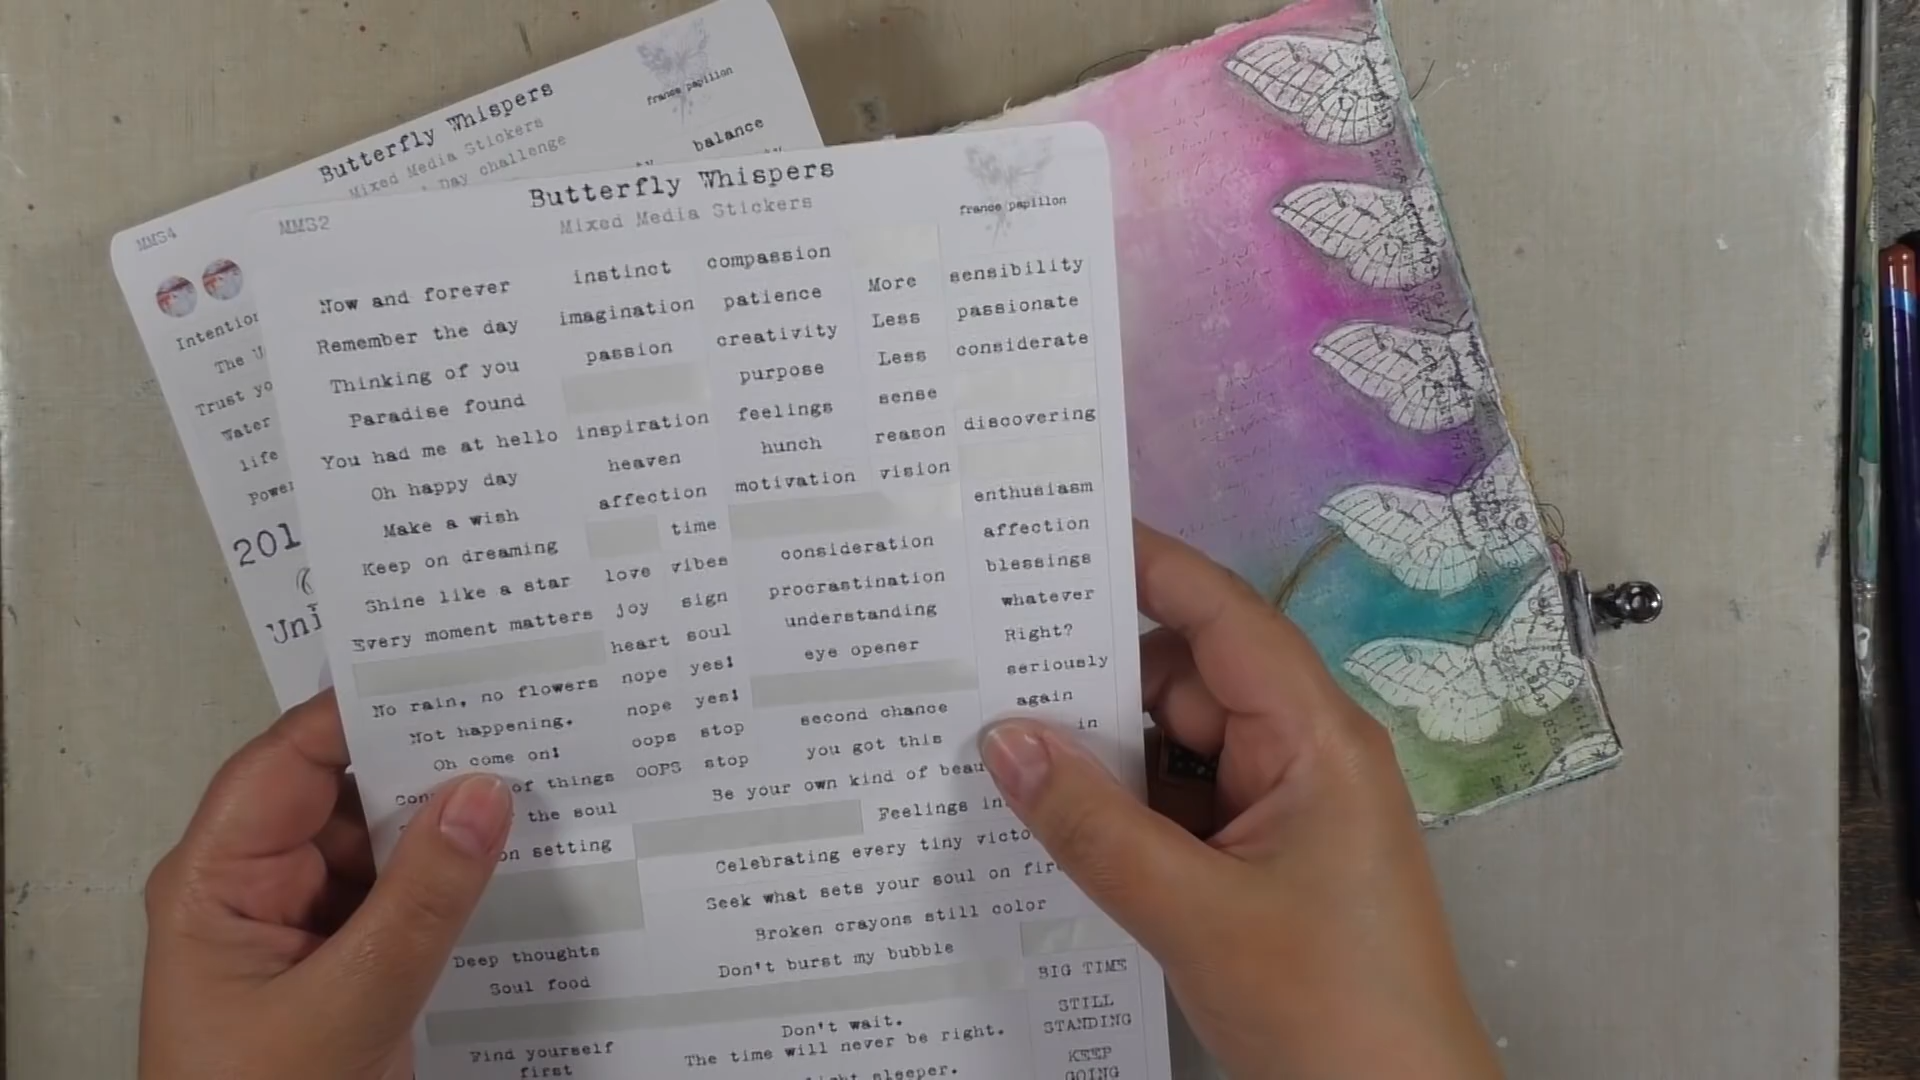 Butterfly Whispers
Mixed Media Stickers
Day challenge
france papillon
MMS4
balance
Intention
The
Trust
Water
life
Power
201
Uni
MMS2
Butterfly Whispers
Mixed Media Stickers
france papillon
Now and forever
Remember the day
Thinking of you
Paradise found
You had me at hello
Oh happy day
Make a wish
Keep on dreaming
Shine like a star
Every moment matters
No rain, no flowers
Not happening.
Oh come on!
of things
the soul
setting
Deep thoughts
Soul food
Find yourself
first
instinct
imagination
passion
inspiration
heaven
affection
time
love vibes
joy sign
heart soul
nope yes!
nope yes!
oops stop
OOPS stop
compassion
patience
creativity
purpose
feelings
hunch
motivation
consideration
procrastination
understanding
eye opener
second chance
you got this
More
Less
Less
sense
reason
vision
sensibility
passionate
considerate
discovering
enthusiasm
affection
blessings
whatever
Right?
seriously
again
in
Be your own kind of
Feelings
Celebrating every tiny
Seek what sets your soul on
Broken crayons still color
Don't burst my bubble
Don't wait.
The time will never be right.
sleeper.
BIG TIME
STILL
STANDING
KEEP
GOING